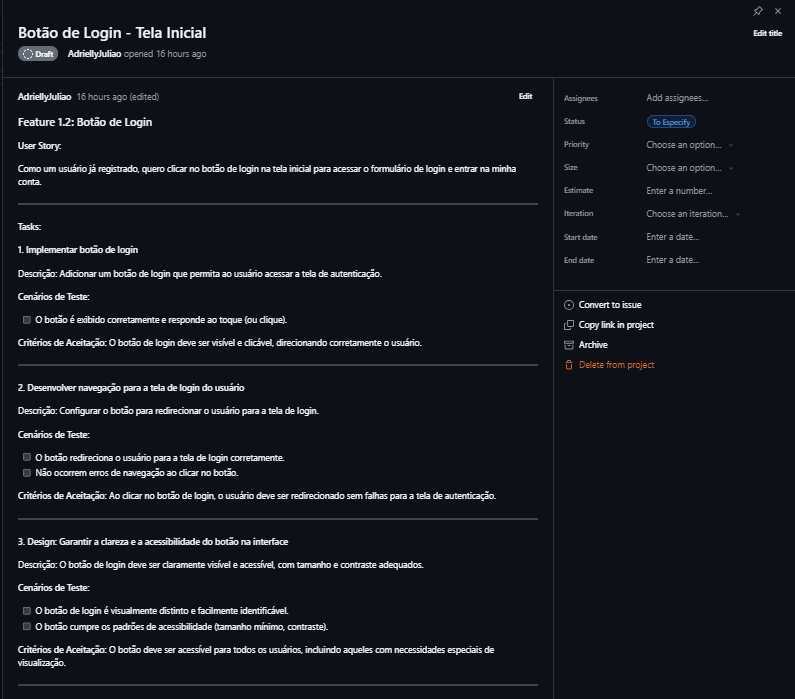 Botão de Login - Tela Inicial
Edit title
Draft AdriellyJuliao opened 16 hours ago
AdriellyJuliao 16 hours ago (edited)
Edit
Feature 1.2: Botão de Login
User Story:
Como um usuário já registrado, quero clicar no botão de login na tela inicial para acessar o formulário de login e entrar na minha
conta.
Tasks:
1. Implementar botão de login
Descrição: Adicionar um botão de login que permita ao usuário acessar a tela de autenticação.
Cenários de Teste:
O botão é exibido corretamente e responde ao toque (ou clique).
Critérios de Aceitação: O botão de login deve ser visível e clicável, direcionando corretamente o usuário.
2. Desenvolver navegação para a tela de login do usuário
Descrição: Configurar o botão para redirecionar o usuário para a tela de login.
Cenários de Teste:
O botão redireciona o usuário para a tela de login corretamente.
Não ocorrem erros de navegação ao clicar no botão.
Critérios de Aceitação: Ao clicar no botão de login, o usuário deve ser redirecionado sem falhas para a tela de autenticação.
3. Design: Garantir a clareza e a acessibilidade do botão na interface
Descrição: O botão de login deve ser claramente visível e acessível, com tamanho e contraste adequados.
Cenários de Teste:
O botão de login é visualmente distinto e facilmente identificável.
O botão cumpre os padrões de acessibilidade (tamanho mínimo, contraste).
Critérios de Aceitação: O botão deve ser acessível para todos os usuários, incluindo aqueles com necessidades especiais de
visualização.
Assignees Add assignees...
Status To Especify
Priority Choose an option...
Size Choose an option...
Estimate Enter a number...
Iteration Choose an iteration...
Start date Enter a date...
End date Enter a date...
Convert to issue
Copy link in project
Archive
Delete from project